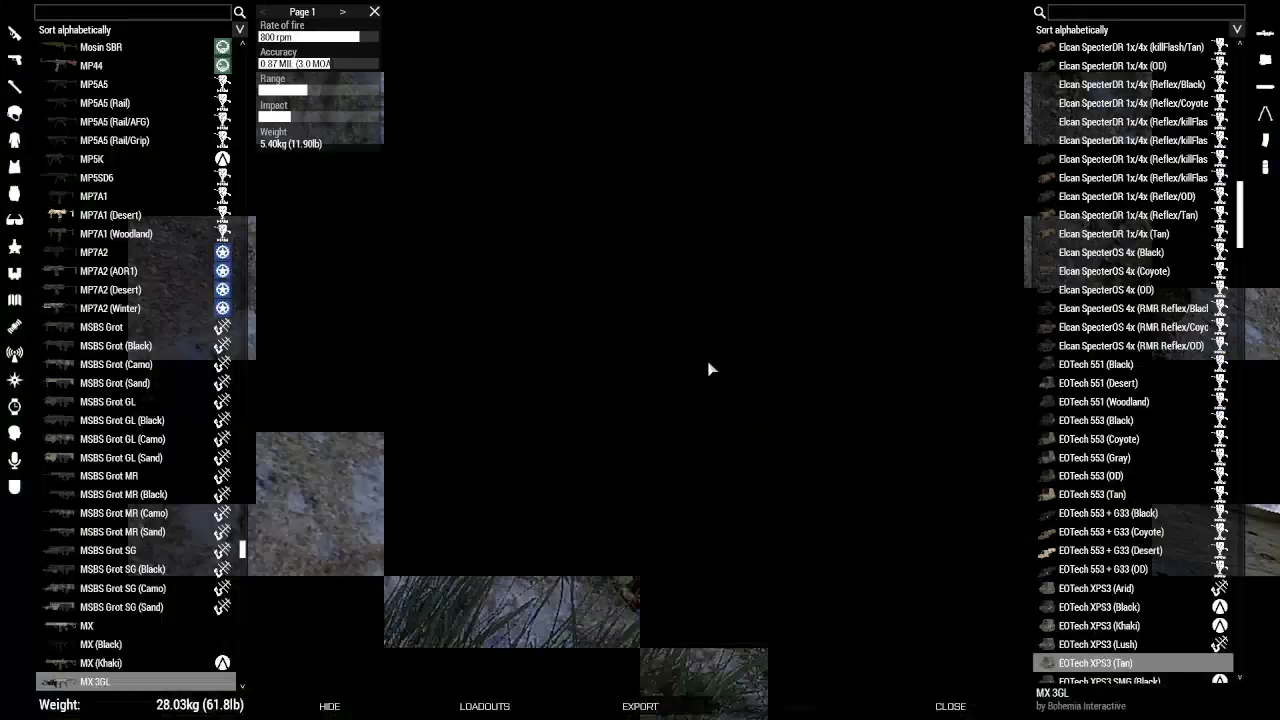 Sort alphabetically
Mosin SBR
MP44
MP5A5
MP5A5 (Rail)
MP5A5 (Rail/AFG)
MP5A5 (Rail/Grip)
MP5K
MP5SD6
MP7A1
MP7A1 (Desert)
MP7A1 (Woodland)
MP7A2
MP7A2 (AOR1)
MP7A2 (Desert)
MP7A2 (Winter)
MSBS Grot
MSBS Grot (Black)
MSBS Grot (Camo)
MSBS Grot (Sand)
MSBS Grot GL
MSBS Grot GL (Black)
MSBS Grot GL (Camo)
MSBS Grot GL (Sand)
MSBS Grot MR
MSBS Grot MR (Black)
MSBS Grot MR (Camo)
MSBS Grot MR (Sand)
MSBS Grot SG
MSBS Grot SG (Black)
MSBS Grot SG (Camo)
MSBS Grot SG (Sand)
MX
MX (Black)
MX (Khaki)
MX 3GL
Weight: 28.03kg (61.8lb)
< Page 1 >
Rate of fire
800 rpm
Accuracy
0.87 MIL (3.0 MOA
Range
Impact
Weight
5.40kg (11.90lb)
HIDE
LOADOUTS
EXPORT
CLOSE
Sort alphabetically
Elcan SpecterDR 1x/4x (killFlash/Tan)
Elcan SpecterDR 1x/4x (OD)
Elcan SpecterDR 1x/4x (Reflex/Black)
Elcan SpecterDR 1x/4x (Reflex/Coyote
Elcan SpecterDR 1x/4x (Reflex/killFlas
Elcan SpecterDR 1x/4x (Reflex/killFlas
Elcan SpecterDR 1x/4x (Reflex/killFlas
Elcan SpecterDR 1x/4x (Reflex/killFlas
Elcan SpecterDR 1x/4x (Reflex/OD)
Elcan SpecterDR 1x/4x (Reflex/Tan)
Elcan SpecterDR 1x/4x (Tan)
Elcan SpecterOS 4x (Black)
Elcan SpecterOS 4x (Coyote)
Elcan SpecterOS 4x (OD)
Elcan SpecterOS 4x (RMR Reflex/Blacl
Elcan SpecterOS 4x (RMR Reflex/Coyo
Elcan SpecterOS 4x (RMR Reflex/OD)
EOTech 551 (Black)
EOTech 551 (Desert)
EOTech 551 (Woodland)
EOTech 553 (Black)
EOTech 553 (Coyote)
EOTech 553 (Gray)
EOTech 553 (OD)
EOTech 553 (Tan)
EOTech 553 + G33 (Black)
EOTech 553 + G33 (Coyote)
EOTech 553 + G33 (Desert)
EOTech 553 + G33 (OD)
EOTech XPS3 (Arid)
EOTech XPS3 (Black)
EOTech XPS3 (Khaki)
EOTech XPS3 (Lush)
EOTech XPS3 (Tan)
EOTech XPS3 SMG (Black)
MX 3GL
by Bohemia Interactive